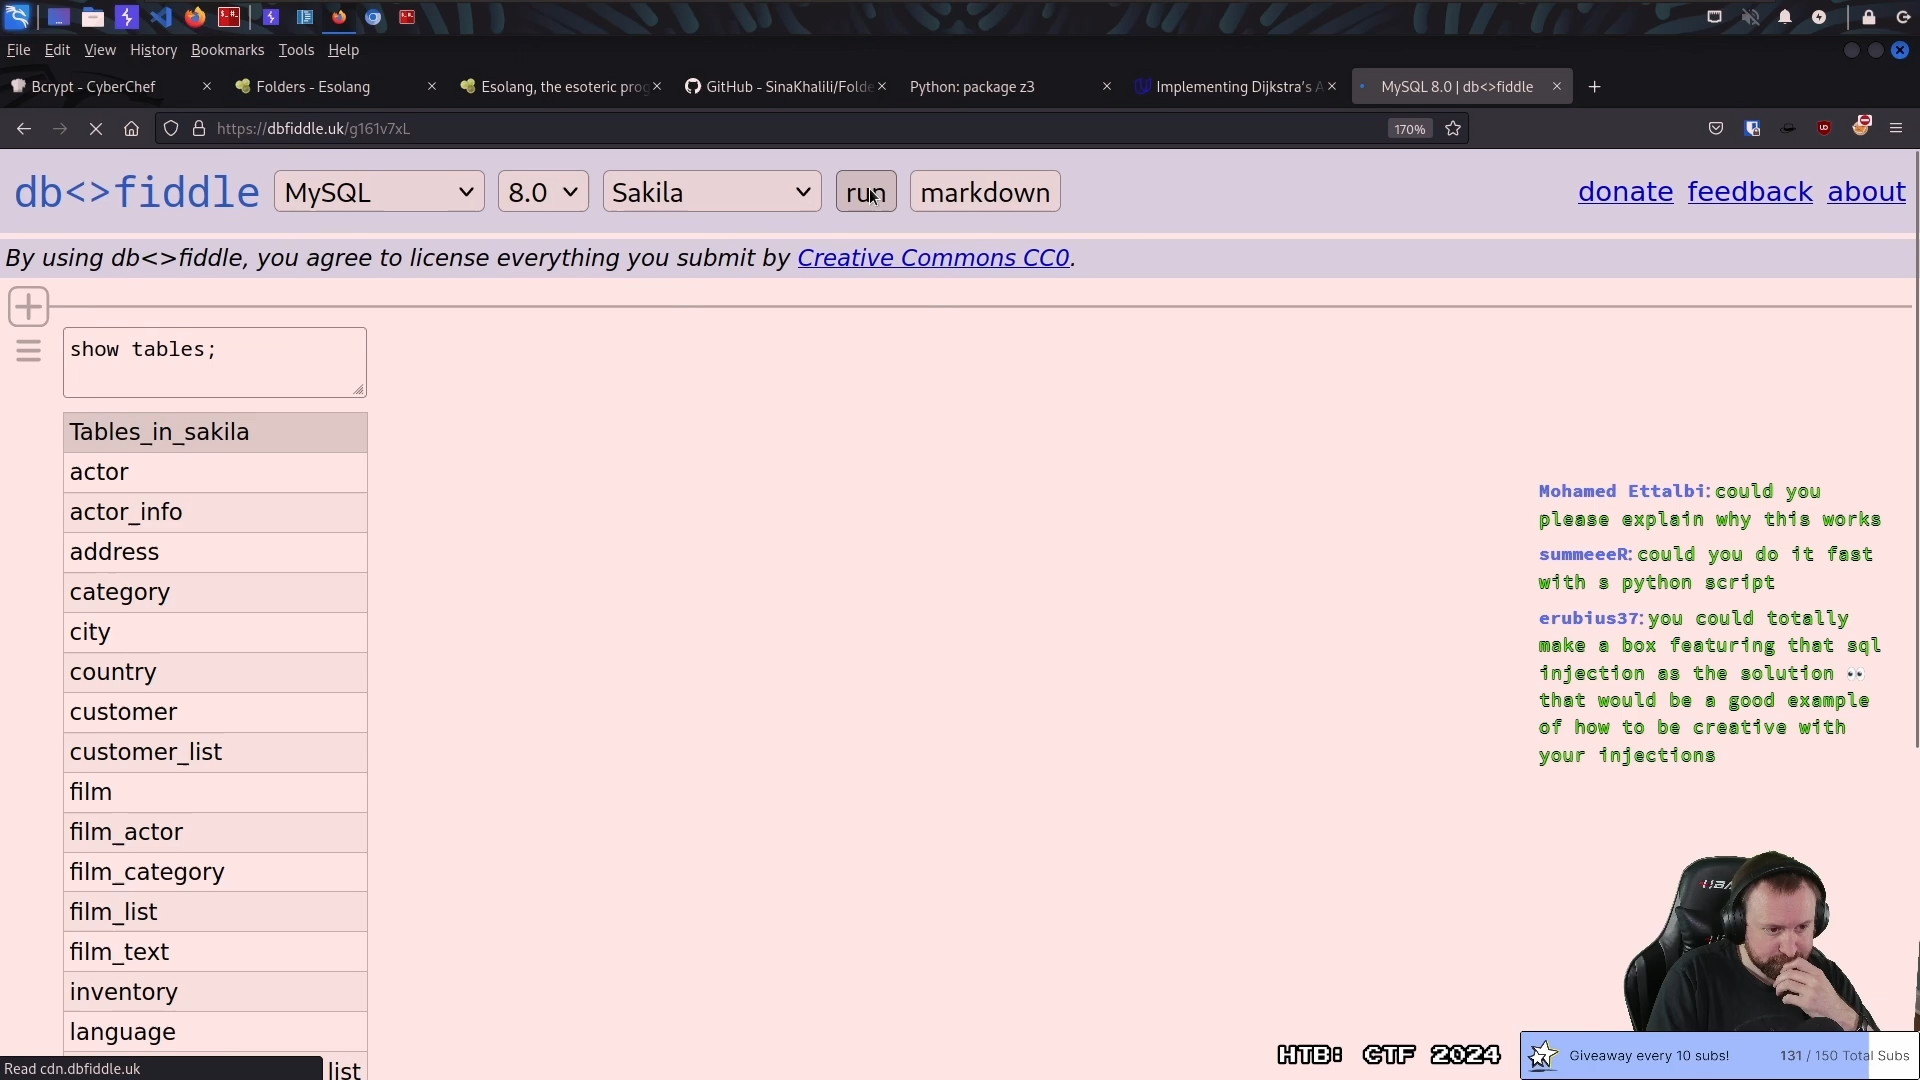 File Edit View History Bookmarks Tools Help
Bcrypt - CyberChef
Folders - Esolang
Esolang, the esoteric prog
GitHub - SinaKhalili/Folde
Python: package z3
Implementing Dijkstra's A
MySQL 8.0 | db<>fiddle
https://dbfiddle.uk/g161v7xL
170%
db<>fiddle
MySQL
8.0
Sakila
run
markdown
donate feedback about
By using db<>fiddle, you agree to license everything you submit by Creative Commons CC0.
show tables;
Tables_in_sakila
actor
actor_info
address
category
city
country
customer
customer_list
film
film_actor
film_category
film_list
film_text
inventory
language
list
Read cdn.dbfiddle.uk
Mohamed Ettalbi: could you
please explain why this works
summeeeR: could you do it fast
with s python script
erubius37: you could totally
make a box featuring that sql
injection as the solution 👀
that would be a good example
of how to be creative with
your injections
HTB: CTF 2024
Giveaway every 10 subs!
131 / 150 Total Subs